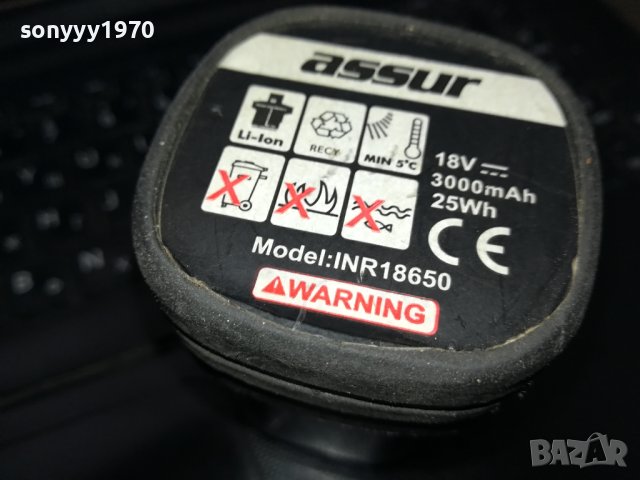 sonyyy1970
assur
Li-Ion
RECY
MIN 5°C
18V
3000mAh
25Wh
CE
Model:INR18650
WARNING
BAZAR